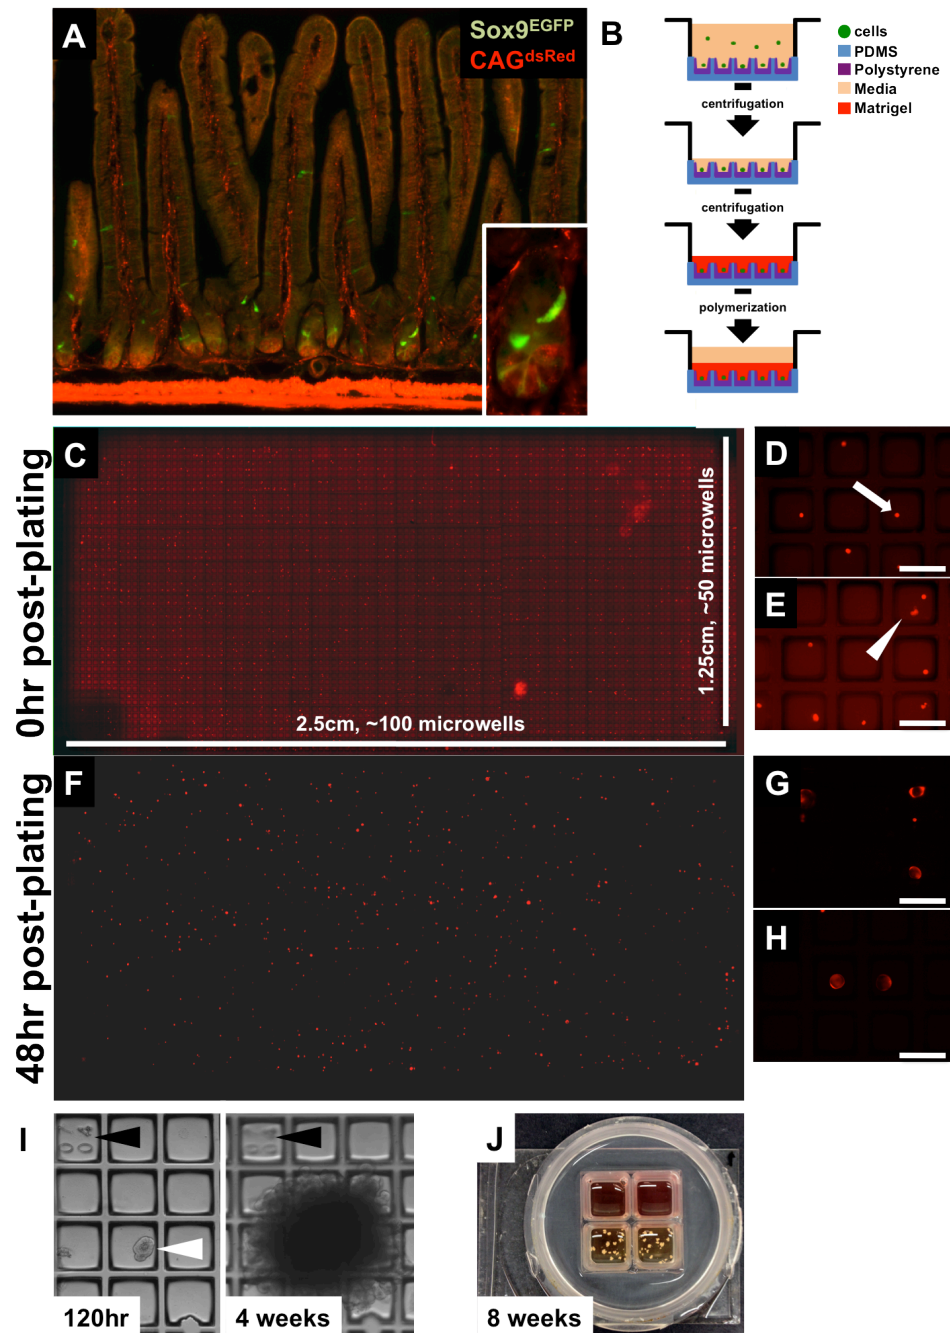 A
Sox9EGFP
CAGdsRed
B
cells
PDMS
Polystyrene
Media
Matrigel
centrifugation
centrifugation
polymerization
0hr post-plating
C
1.25cm, ~50 microwells
2.5cm, ~100 microwells
D
E
48hr post-plating
F
G
H
I
120hr
4 weeks
J
8 weeks